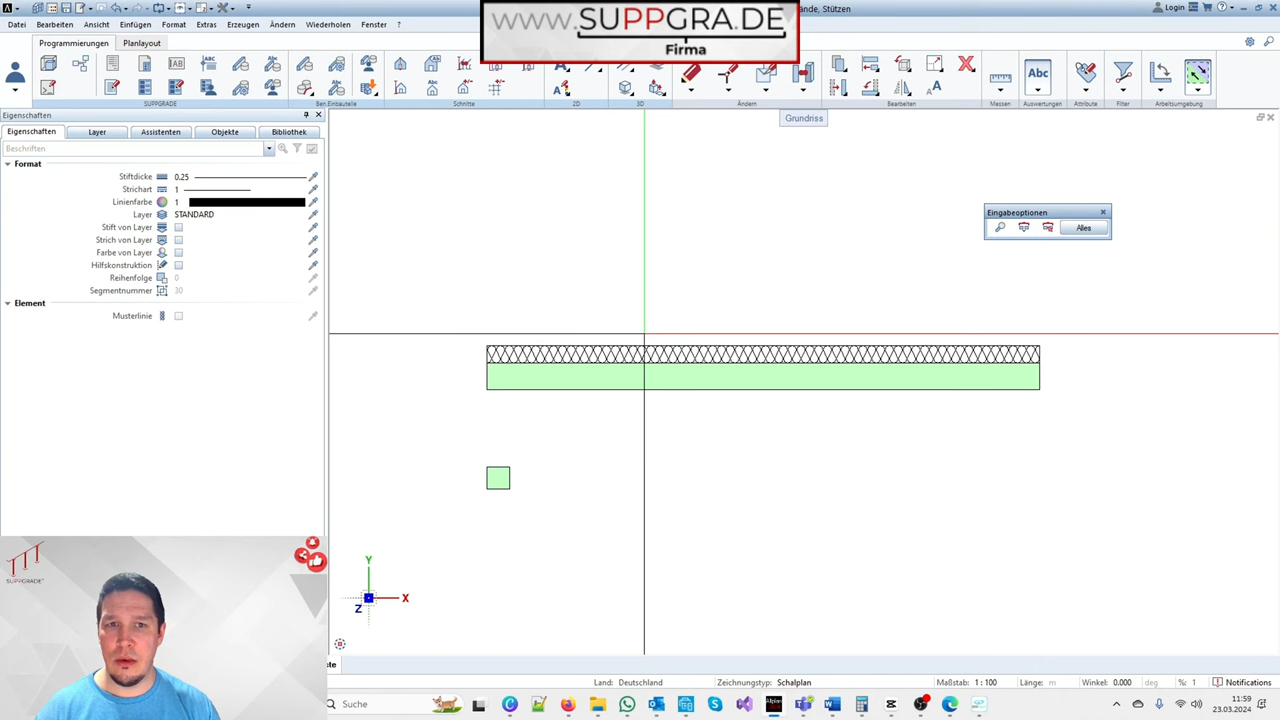 Login
ände, Stützen
Datei Bearbeiten Ansicht Einfügen Format Extras Erzeugen Ändern Wiederholen Fenster ?
www.SUPPGRA.DE
Firma
Programmierungen Planlayout
Abc
SUPPGRADE Ben.Einbauteile Schnitte 2D 3D Ändern Bearbeiten Messen Auswertungen Attribute Filter Arbeitsumgebung
Eigenschaften
Grundriss
Eigenschaften Layer Assistenten Objekte Bibliothek
Beschriften
Format
Stiftdicke 0.25
Strichart 1
Linienfarbe 1
Layer STANDARD
Stift von Layer
Strich von Layer
Farbe von Layer
Hilfskonstruktion
Reihenfolge 0
Segmentnummer 30
Element
Musterlinie
Eingabeoptionen
Alles
Y
X
Z
SUPPGRADE
Land: Deutschland Zeichnungstyp: Schalplan Maßstab: 1 : 100 Länge: m Winkel: 0.000 deg %: 1 Notifications
Suche
11:59
23.03.2024